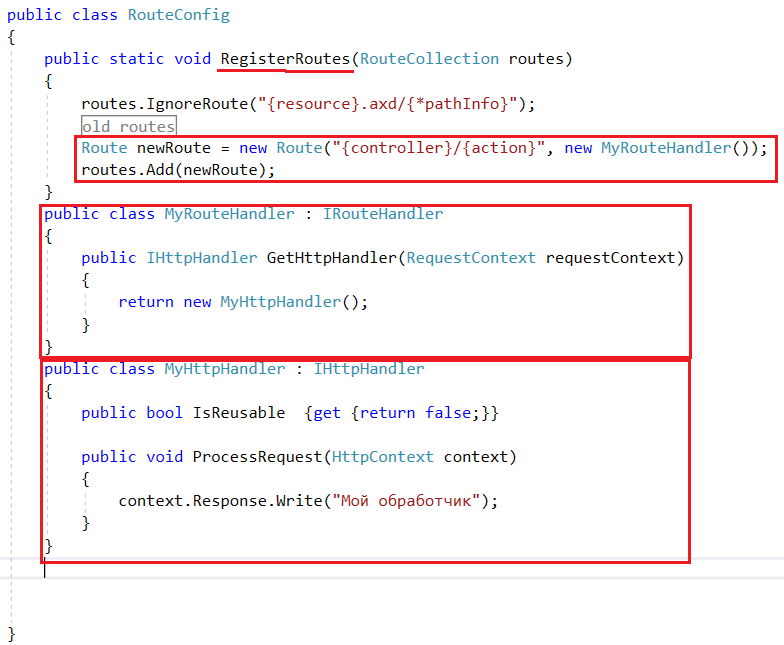 public class RouteConfig
{
public static void RegisterRoutes(RouteCollection routes)
{
routes.IgnoreRoute("{resource}.axd/{*pathInfo}");
old routes
Route newRoute = new Route("{controller}/{action}", new MyRouteHandler());
routes.Add(newRoute);
}
public class MyRouteHandler : IRouteHandler
{
public IHttpHandler GetHttpHandler(RequestContext requestContext)
{
return new MyHttpHandler();
}
}
public class MyHttpHandler : IHttpHandler
{
public bool IsReusable  {get {return false;}}
public void ProcessRequest(HttpContext context)
{
context.Response.Write("Мой обработчик");
}
}
}